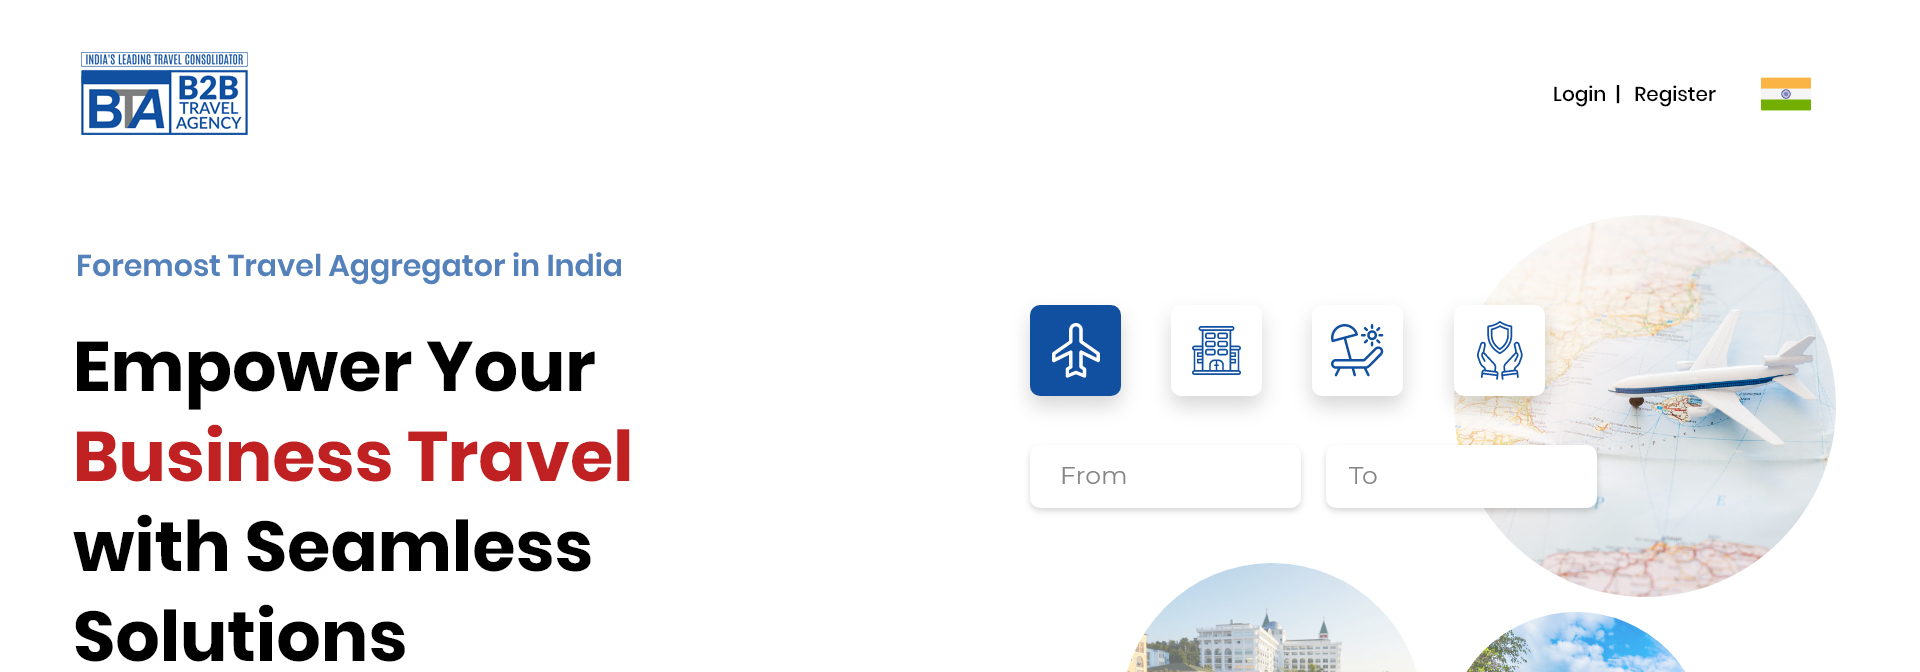 INDIA'S LEADING TRAVEL CONSOLIDATOR
BTA
B2B
TRAVEL
AGENCY
Login | Register
Foremost Travel Aggregator in India
Empower Your
Business Travel
with Seamless
Solutions
From
To